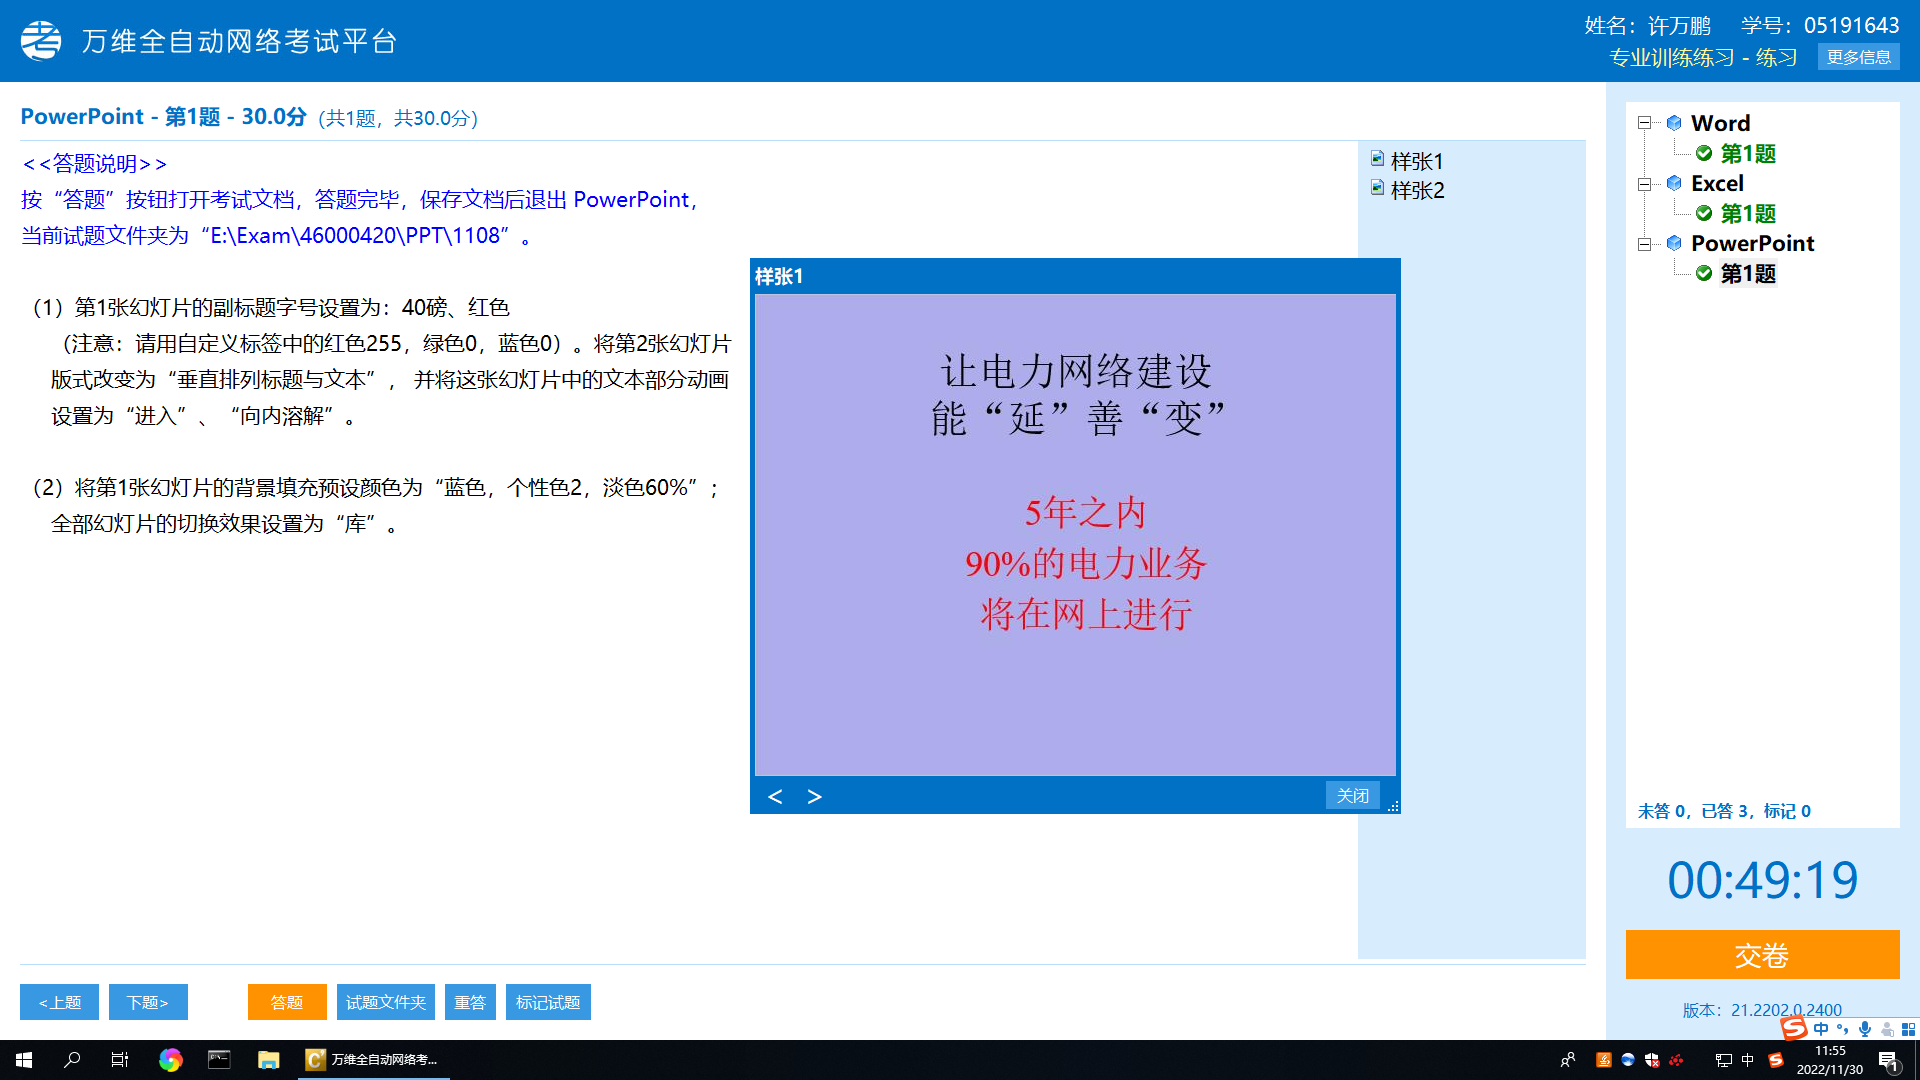 万维全自动网络考试平台
姓名：许万鹏 学号：05191643
专业训练练习 - 练习 更多信息
PowerPoint - 第1题 - 30.0分（共1题，共30.0分）
<<答题说明>>
按“答题”按钮打开考试文档，答题完毕，保存文档后退出 PowerPoint，
当前试题文件夹为“E:\Exam\46000420\PPT\1108”。
（1）第1张幻灯片的副标题字号设置为：40磅、红色
（注意：请用自定义标签中的红色255，绿色0，蓝色0）。将第2张幻灯片
版式改变为“垂直排列标题与文本”， 并将这张幻灯片中的文本部分动画
设置为“进入”、“向内溶解”。
（2）将第1张幻灯片的背景填充预设颜色为“蓝色，个性色2，淡色60%”；
全部幻灯片的切换效果设置为“库”。
样张1
样张2
样张1
让电力网络建设
能“延”善“变”
5年之内
90%的电力业务
将在网上进行
< >
关闭
Word
第1题
Excel
第1题
PowerPoint
第1题
未答 0，已答 3，标记 0
00:49:19
交卷
版本：21.2202.0.2400
<上题 下题> 答题 试题文件夹 重答 标记试题
中
万维全自动网络考...
中
11:55
2022/11/30
1